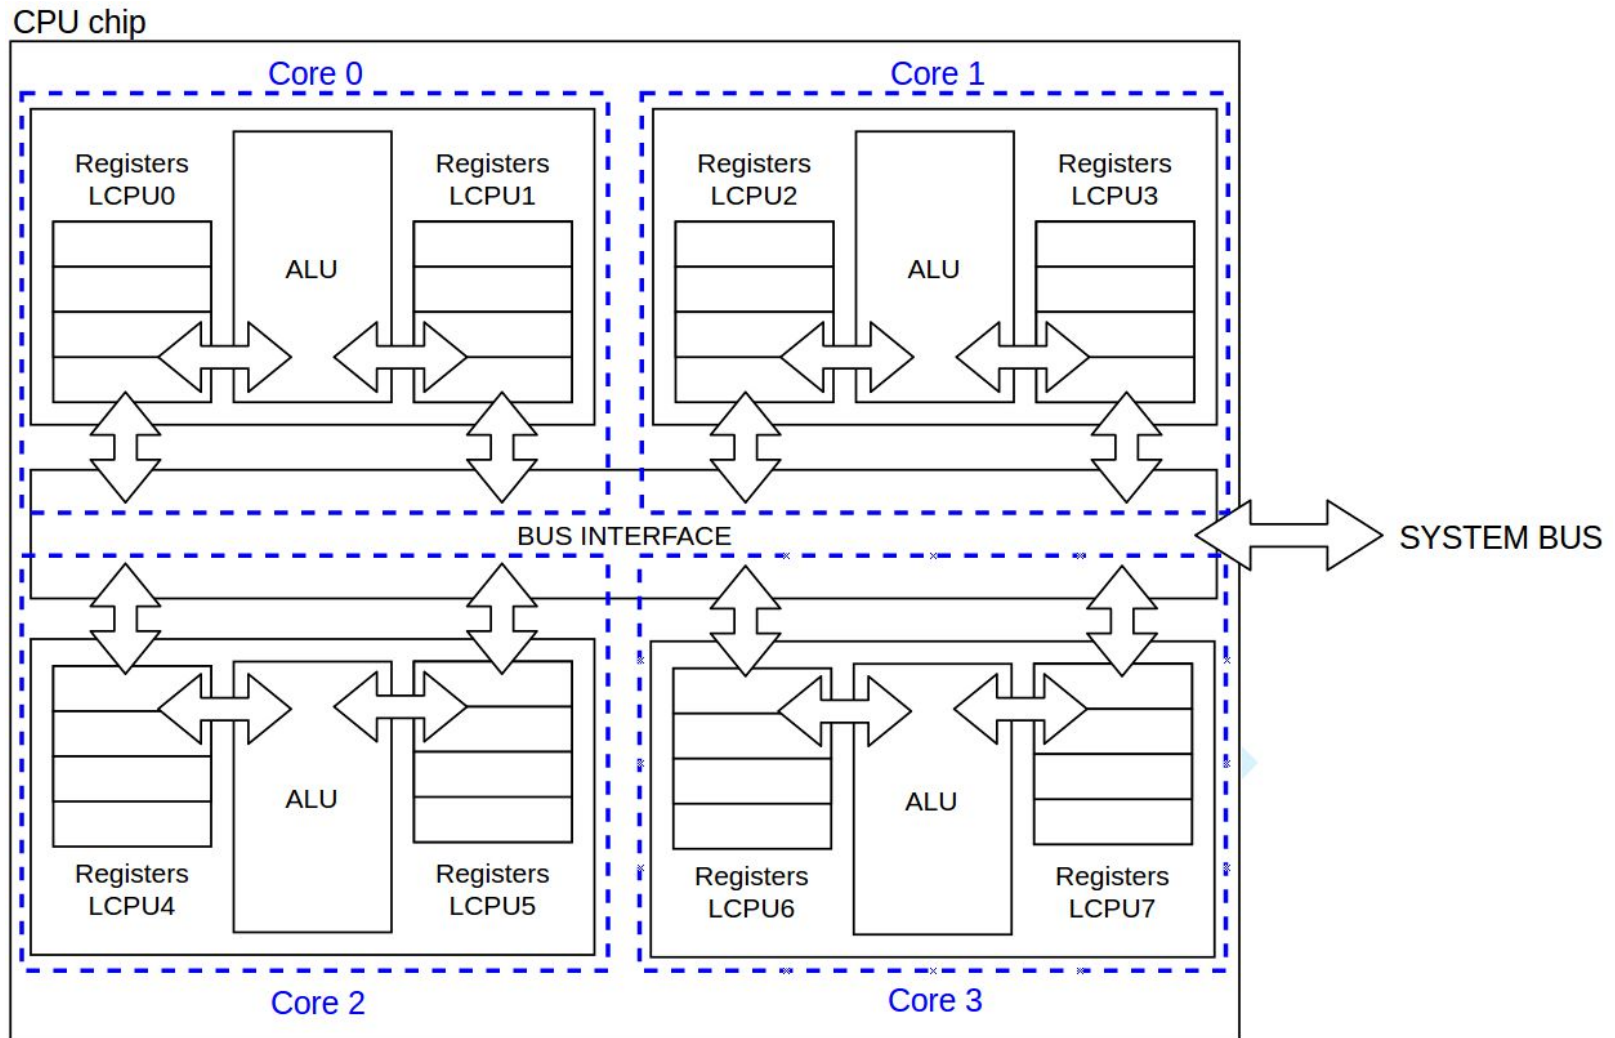 CPU chip
Core 0
Core 1
Registers
LCPU0
ALU
Registers
LCPU1
Registers
LCPU2
ALU
Registers
LCPU3
BUS INTERFACE
SYSTEM BUS
ALU
Registers
LCPU4
Registers
LCPU5
ALU
Registers
LCPU6
Registers
LCPU7
Core 2
Core 3